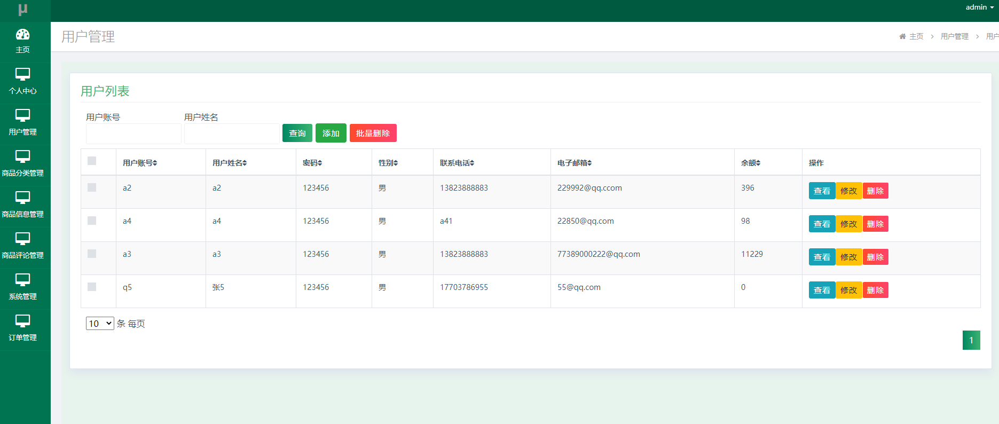 μ
admin
主页
个人中心
用户管理
商品分类管理
商品信息管理
商品评论管理
系统管理
订单管理
用户管理
主页 > 用户管理 > 用户
用户列表
用户账号 用户姓名
查询 添加 批量删除
用户账号 用户姓名 密码 性别 联系电话 电子邮箱 余额 操作
a2 a2 123456 男 13823888883 229992@qq.ccom 396 查看 修改 删除
a4 a4 123456 男 a41 22850@qq.com 98 查看 修改 删除
a3 a3 123456 男 13823888883 77389000222@qq.com 11229 查看 修改 删除
q5 张5 123456 男 17703786955 55@qq.com 0 查看 修改 删除
10 条 每页
1